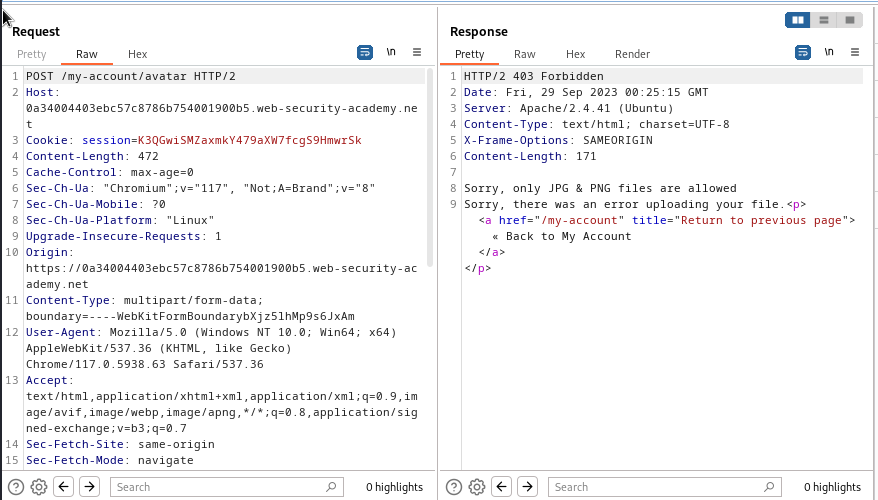 Request
Pretty Raw Hex \n
1 POST /my-account/avatar HTTP/2
2 Host:
0a34004403ebc57c8786b754001900b5.web-security-academy.ne
t
3 Cookie: session=K3QGwiSMZaxmkY479aXW7fcgS9HmwrSk
4 Content-Length: 472
5 Cache-Control: max-age=0
6 Sec-Ch-Ua: "Chromium";v="117", "Not;A=Brand";v="8"
7 Sec-Ch-Ua-Mobile: ?0
8 Sec-Ch-Ua-Platform: "Linux"
9 Upgrade-Insecure-Requests: 1
10 Origin:
https://0a34004403ebc57c8786b754001900b5.web-security-ac
ademy.net
11 Content-Type: multipart/form-data;
boundary=----WebKitFormBoundarybXjz5lhMp9s6JxAm
12 User-Agent: Mozilla/5.0 (Windows NT 10.0; Win64; x64)
AppleWebKit/537.36 (KHTML, like Gecko)
Chrome/117.0.5938.63 Safari/537.36
13 Accept:
text/html,application/xhtml+xml,application/xml;q=0.9,im
age/avif,image/webp,image/apng,*/*;q=0.8,application/sig
ned-exchange;v=b3;q=0.7
14 Sec-Fetch-Site: same-origin
15 Sec-Fetch-Mode: navigate
Search 0 highlights
Response
Pretty Raw Hex Render \n
1 HTTP/2 403 Forbidden
2 Date: Fri, 29 Sep 2023 00:25:15 GMT
3 Server: Apache/2.4.41 (Ubuntu)
4 Content-Type: text/html; charset=UTF-8
5 X-Frame-Options: SAMEORIGIN
6 Content-Length: 171
7
8 Sorry, only JPG & PNG files are allowed
9 Sorry, there was an error uploading your file.<p>
<a href="/my-account" title="Return to previous page">
« Back to My Account
</a>
</p>
Search 0 highlights